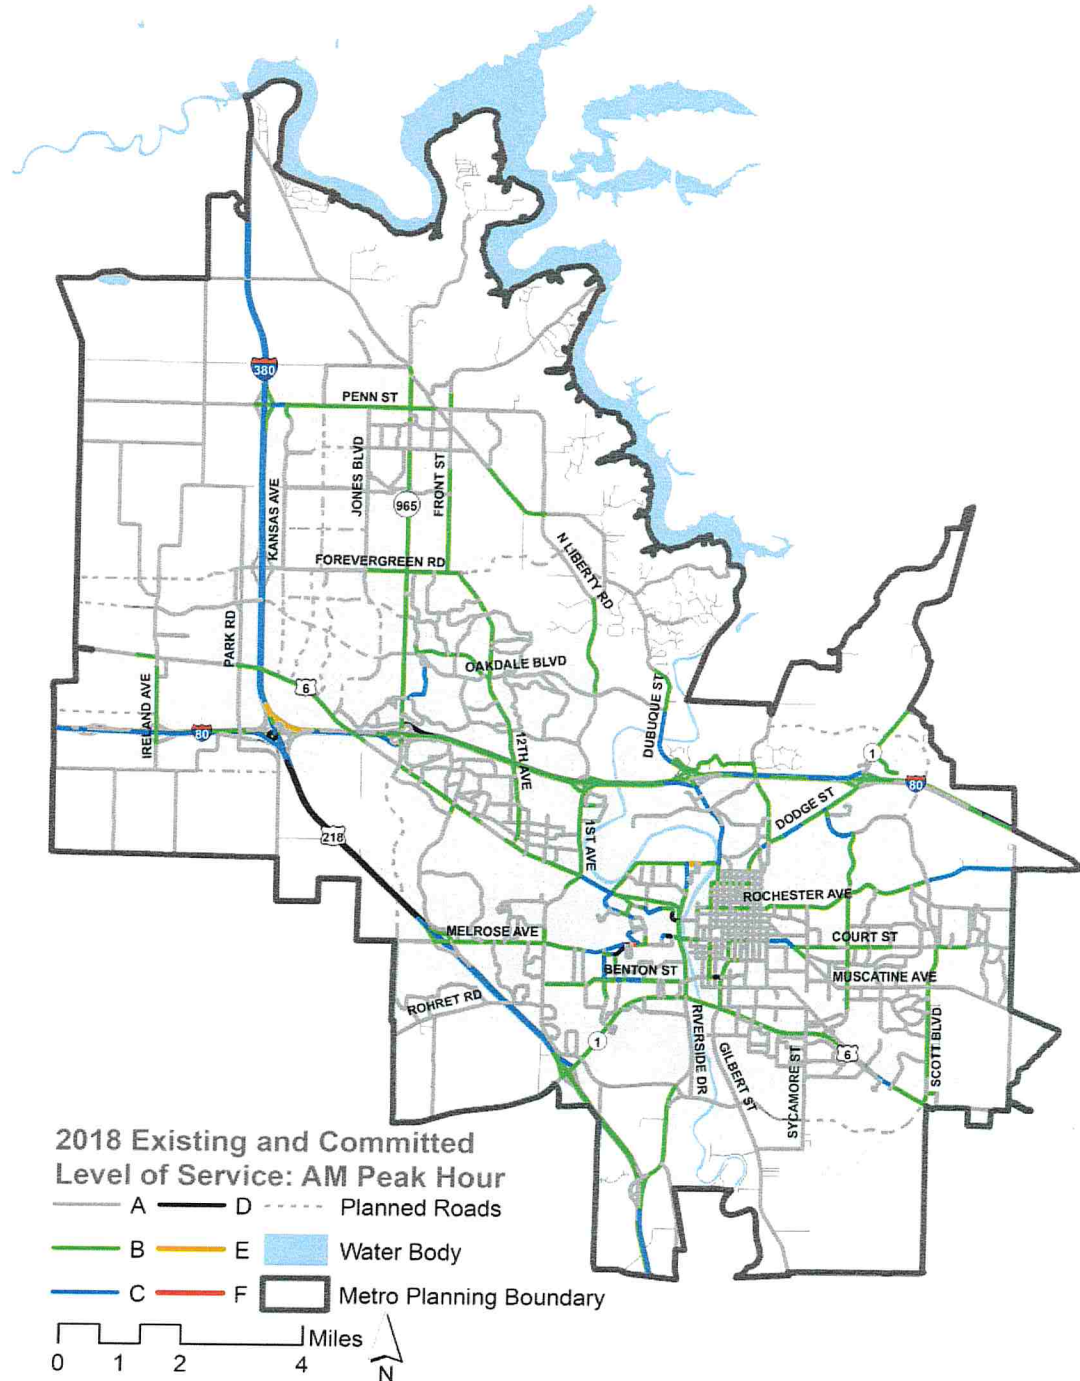 380
PENN ST
JONES BLVD
FRONT ST
965
KANSAS AVE
FOREVERGREEN RD
N LIBERTY RD
PARK RD
OAKDALE BLVD
6
IRELAND AVE
DUBUQUE ST
80
12TH AVE
1
80
218
1ST AVE
DODGE ST
ROCHESTER AVE
MELROSE AVE
COURT ST
BENTON ST
MUSCATINE AVE
ROHRET RD
RIVERSIDE DR
1
GILBERT ST
6
SYCAMORE ST
SCOTT BLVD
2018 Existing and Committed
Level of Service: AM Peak Hour
A D Planned Roads
B E Water Body
C F Metro Planning Boundary
Miles
0 1 2 4
N